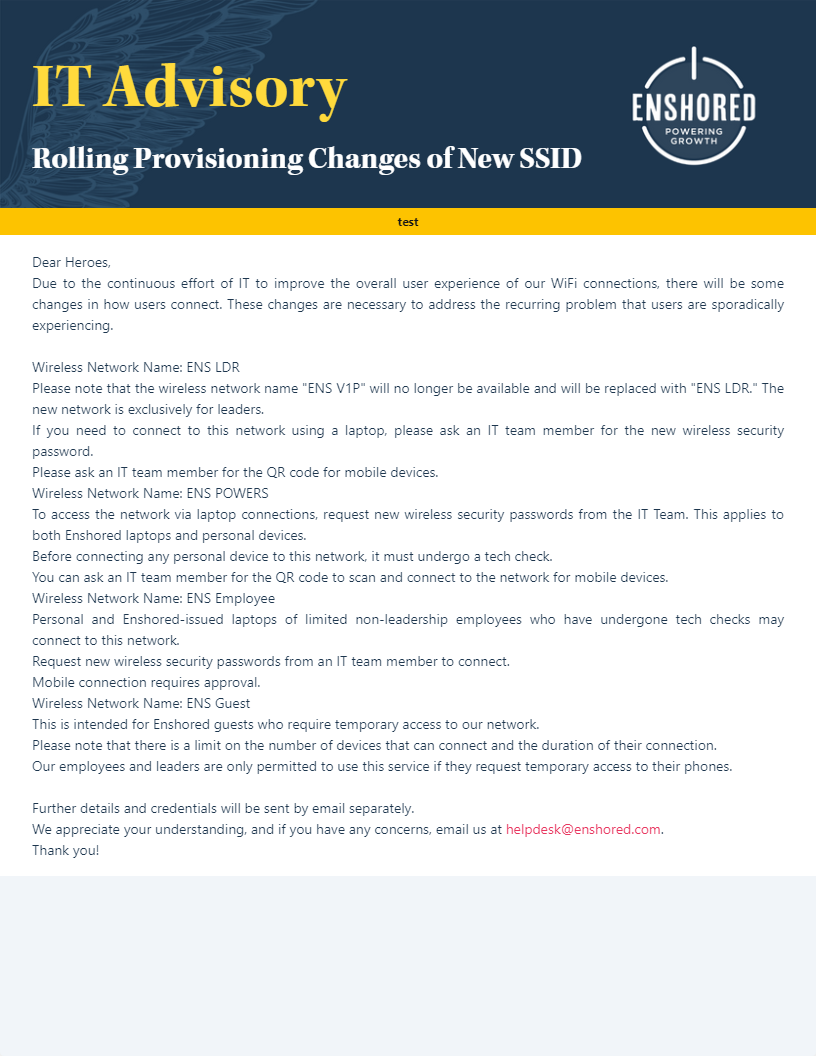 IT Advisory
ENSHORED
POWERING
GROWTH
Rolling Provisioning Changes of New SSID
test
Dear Heroes,
Due to the continuous effort of IT to improve the overall user experience of our WiFi connections, there will be some
changes in how users connect. These changes are necessary to address the recurring problem that users are sporadically
experiencing.
Wireless Network Name: ENS LDR
Please note that the wireless network name "ENS V1P" will no longer be available and will be replaced with "ENS LDR." The
new network is exclusively for leaders.
If you need to connect to this network using a laptop, please ask an IT team member for the new wireless security
password.
Please ask an IT team member for the QR code for mobile devices.
Wireless Network Name: ENS POWERS
To access the network via laptop connections, request new wireless security passwords from the IT Team. This applies to
both Enshored laptops and personal devices.
Before connecting any personal device to this network, it must undergo a tech check.
You can ask an IT team member for the QR code to scan and connect to the network for mobile devices.
Wireless Network Name: ENS Employee
Personal and Enshored-issued laptops of limited non-leadership employees who have undergone tech checks may
connect to this network.
Request new wireless security passwords from an IT team member to connect.
Mobile connection requires approval.
Wireless Network Name: ENS Guest
This is intended for Enshored guests who require temporary access to our network.
Please note that there is a limit on the number of devices that can connect and the duration of their connection.
Our employees and leaders are only permitted to use this service if they request temporary access to their phones.
Further details and credentials will be sent by email separately.
We appreciate your understanding, and if you have any concerns, email us at helpdesk@enshored.com.
Thank you!